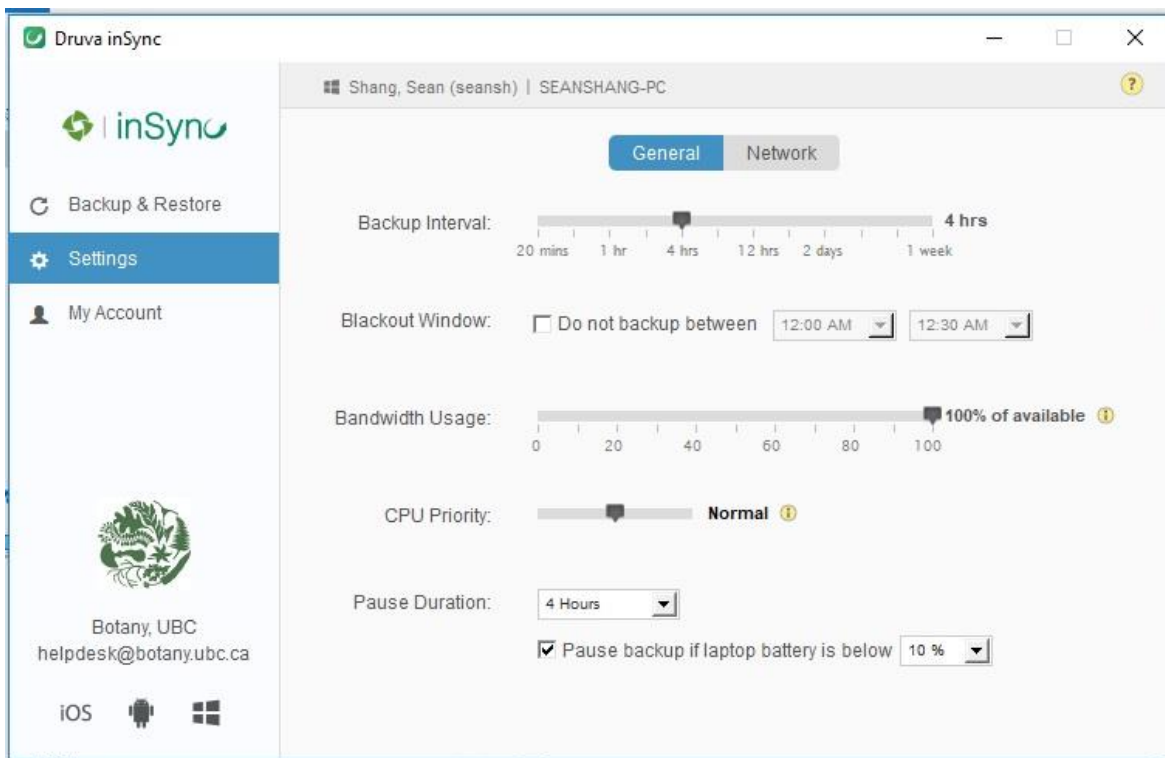 Druva inSync
Shang, Sean (seansh) | SEANSHANG-PC
?
inSync
General Network
Backup & Restore
Settings
My Account
Backup Interval: 4 hrs
20 mins 1 hr 4 hrs 12 hrs 2 days 1 week
Blackout Window: Do not backup between 12:00 AM 12:30 AM
Bandwidth Usage: 100% of available
0 20 40 60 80 100
CPU Priority: Normal
Pause Duration: 4 Hours
Pause backup if laptop battery is below 10 %
Botany, UBC
helpdesk@botany.ubc.ca
iOS